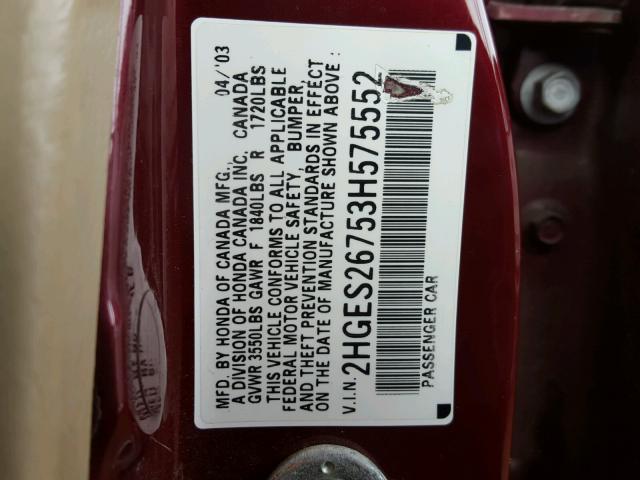 MFD. BY HONDA OF CANADA MFG. 04/'03
A DIVISION OF HONDA CANADA INC, CANADA
GVWR 3550LBS GAWR F 1840LBS R 1720LBS
THIS VEHICLE CONFORMS TO ALL APPLICABLE
FEDERAL MOTOR VEHICLE SAFETY, BUMPER,
AND THEFT PREVENTION STANDARDS IN EFFECT
ON THE DATE OF MANUFACTURE SHOWN ABOVE :
V.I.N. 2HGES26753H575552
PASSENGER CAR